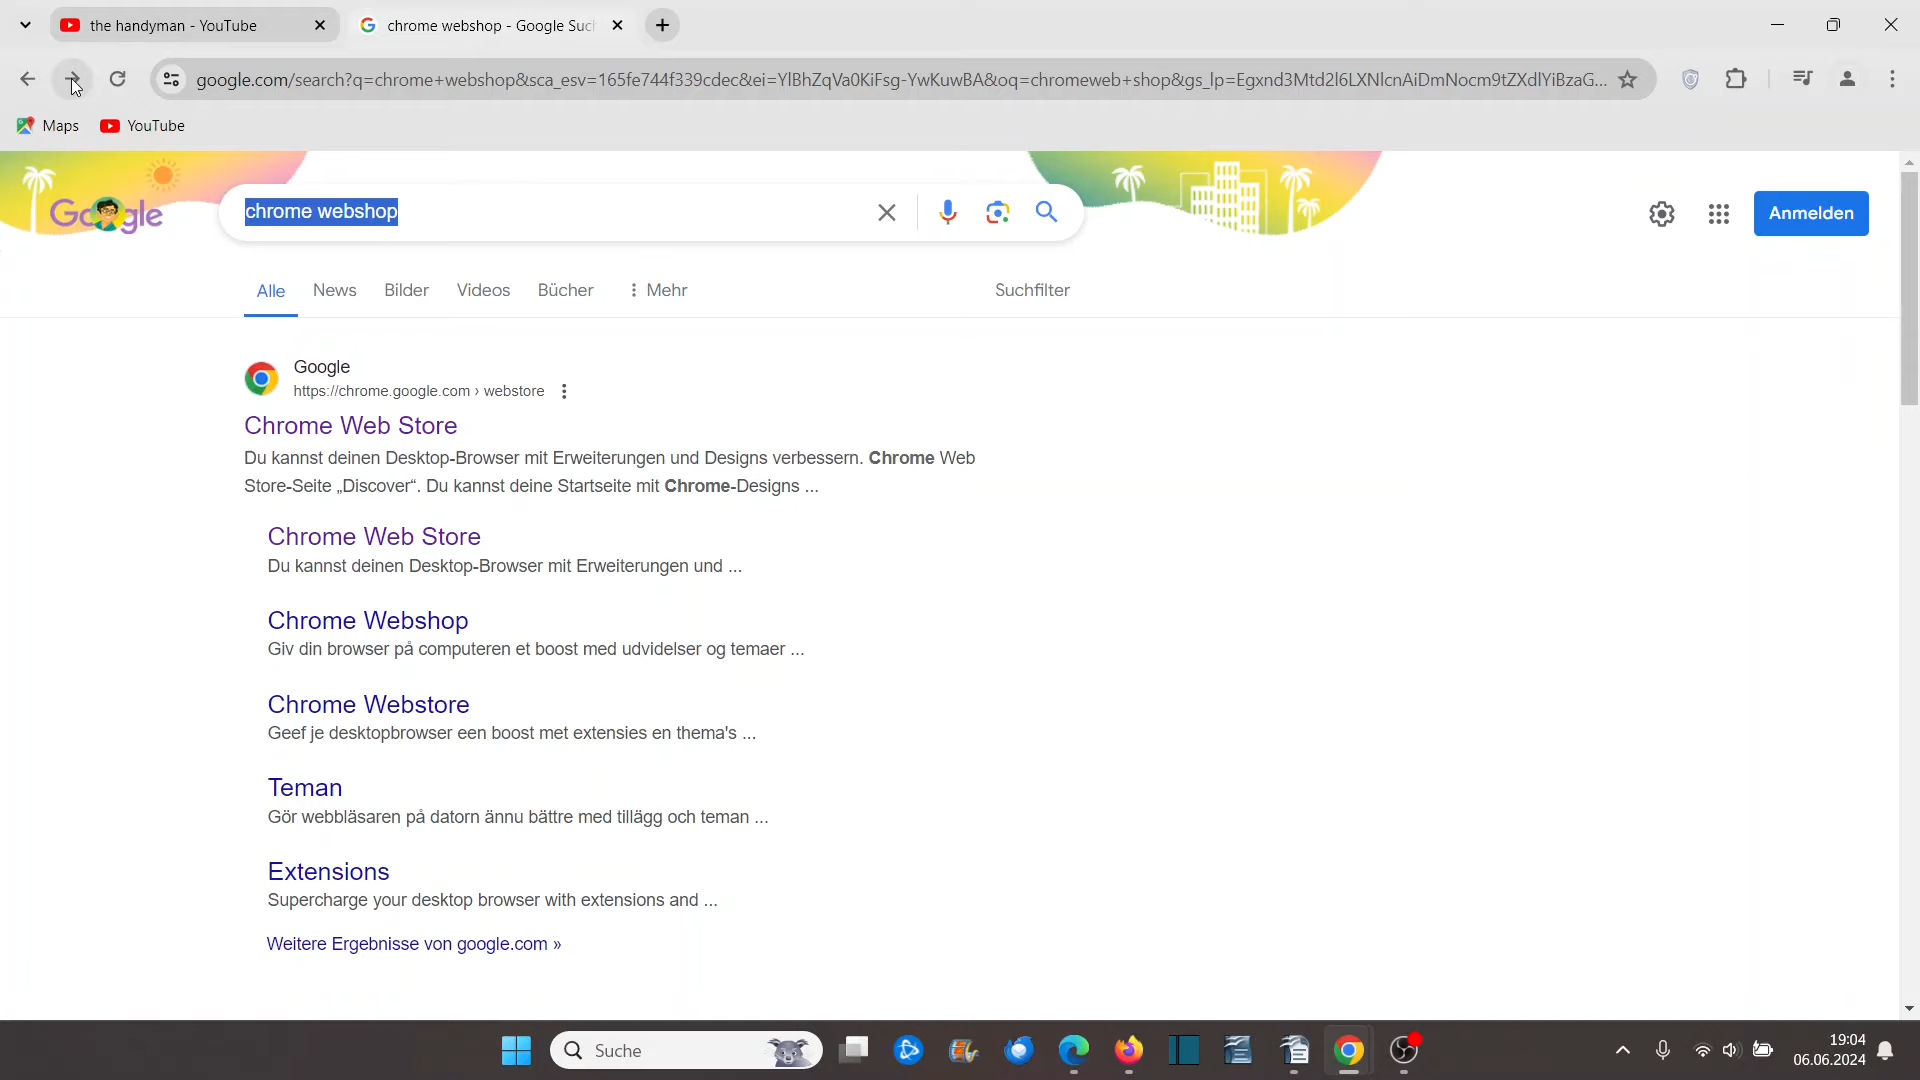 the handyman - YouTube
chrome webshop - Google Suc
google.com/search?q=chrome+webshop&sca_esv=165fe744f339cdec&ei=YlBhZqVa0KiFsg-YwKuwBA&oq=chromeweb+shop&gs_lp=Egxnd3Mtd2l6LXNlcnAiDmNocm9tZXdlYiBzaG...
Maps
YouTube
Google
chrome webshop
Anmelden
Alle
News
Bilder
Videos
Bücher
Mehr
Suchfilter
Google
https://chrome.google.com › webstore
Chrome Web Store
Du kannst deinen Desktop-Browser mit Erweiterungen und Designs verbessern. Chrome Web
Store-Seite „Discover“. Du kannst deine Startseite mit Chrome-Designs ...
Chrome Web Store
Du kannst deinen Desktop-Browser mit Erweiterungen und ...
Chrome Webshop
Giv din browser på computeren et boost med udvidelser og temaer ...
Chrome Webstore
Geef je desktopbrowser een boost met extensies en thema's ...
Teman
Gör webbläsaren på datorn ännu bättre med tillägg och teman ...
Extensions
Supercharge your desktop browser with extensions and ...
Weitere Ergebnisse von google.com »
Suche
19:04
06.06.2024